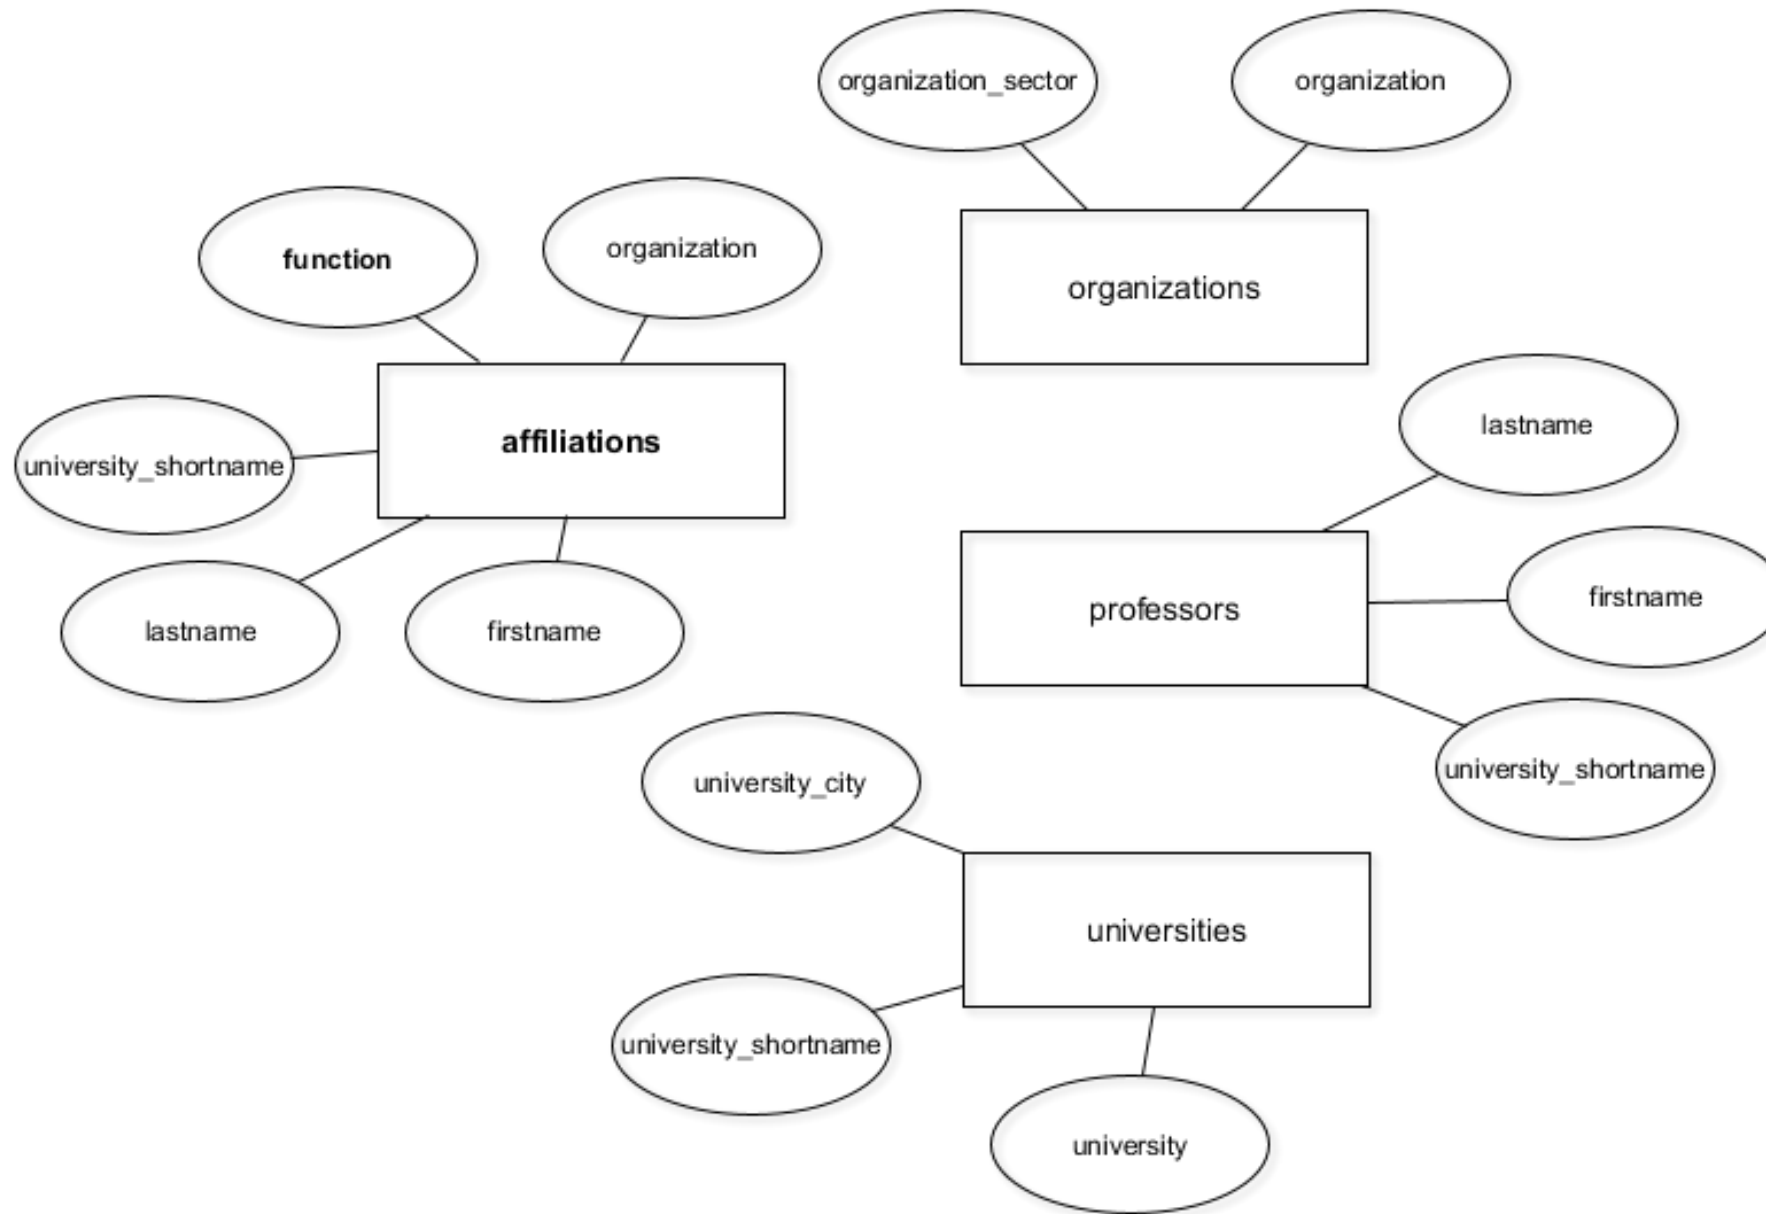 organization_sector
organization
function
organization
organizations
lastname
affiliations
university_shortname
firstname
professors
lastname
firstname
university_shortname
university_city
universities
university_shortname
university